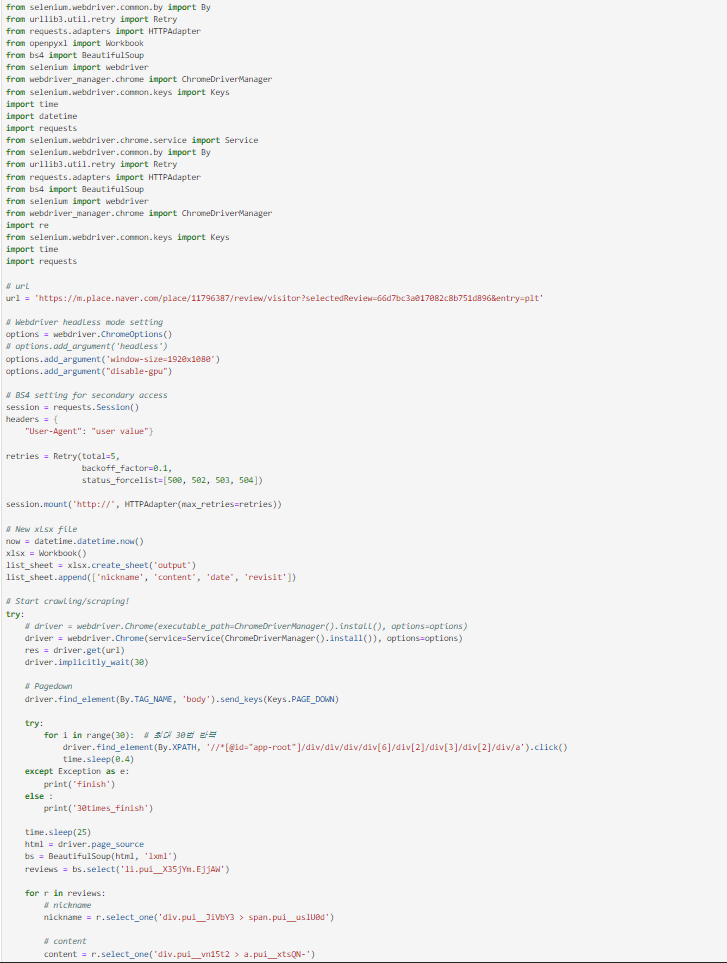 from selenium.webdriver.common.by import By
from urllib3.util.retry import Retry
from requests.adapters import HTTPAdapter
from openpyxl import Workbook
from bs4 import BeautifulSoup
from selenium import webdriver
from webdriver_manager.chrome import ChromeDriverManager
from selenium.webdriver.common.keys import Keys
import time
import datetime
import requests
from selenium.webdriver.chrome.service import Service
from selenium.webdriver.common.by import By
from urllib3.util.retry import Retry
from requests.adapters import HTTPAdapter
from bs4 import BeautifulSoup
from selenium import webdriver
from webdriver_manager.chrome import ChromeDriverManager
import re
from selenium.webdriver.common.keys import Keys
import time
import requests

# url
url = 'https://m.place.naver.com/place/11796387/review/visitor?selectedReview=66d7bc3a017082c8b751d896&entry=plt'

# Webdriver headless mode setting
options = webdriver.ChromeOptions()
# options.add_argument('headless')
options.add_argument('window-size=1920x1080')
options.add_argument("disable-gpu")

# BS4 setting for secondary access
session = requests.Session()
headers = {
    "User-Agent": "user value"}

retries = Retry(total=5,
                backoff_factor=0.1,
                status_forcelist=[500, 502, 503, 504])

session.mount('http://', HTTPAdapter(max_retries=retries))

# New xlsx file
now = datetime.datetime.now()
xlsx = Workbook()
list_sheet = xlsx.create_sheet('output')
list_sheet.append(['nickname', 'content', 'date', 'revisit'])

# Start crawling/scraping!
try:
    # driver = webdriver.Chrome(executable_path=ChromeDriverManager().install(), options=options)
    driver = webdriver.Chrome(service=Service(ChromeDriverManager().install()), options=options)
    res = driver.get(url)
    driver.implicitly_wait(30)

    # Pagedown
    driver.find_element(By.TAG_NAME, 'body').send_keys(Keys.PAGE_DOWN)

    try:
        for i in range(30):  # 최대 30번 반복
            driver.find_element(By.XPATH, '//*[@id="app-root"]/div/div/div/div[6]/div[2]/div[3]/div[2]/div/a').click()
            time.sleep(0.4)
    except Exception as e:
        print('finish')
    else :
        print('30times_finish')

    time.sleep(25)
    html = driver.page_source
    bs = BeautifulSoup(html, 'lxml')
    reviews = bs.select('li.pui__X35jYm.EjjAW')

    for r in reviews:
        # nickname
        nickname = r.select_one('div.pui__JiVbY3 > span.pui__uslU0d')

        # content
        content = r.select_one('div.pui__vn15t2 > a.pui__xtsQN-')